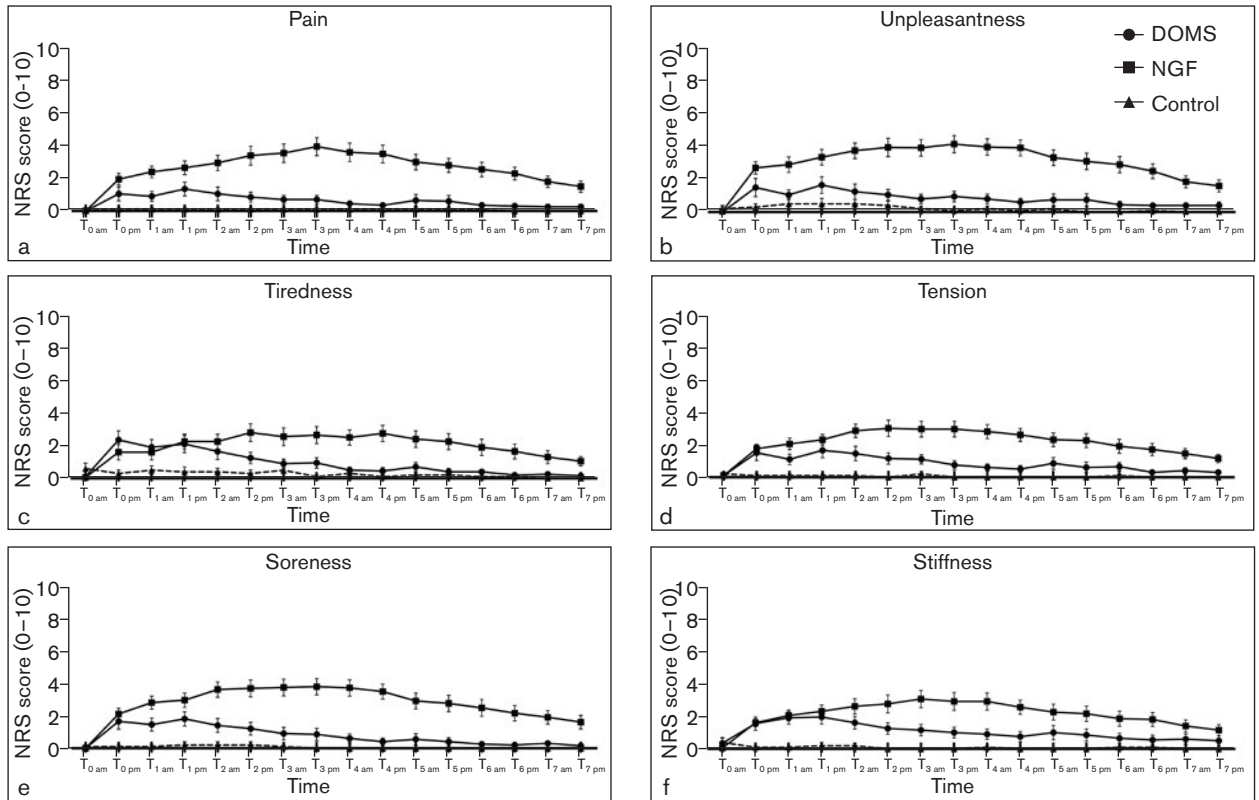 Pain
NRS score (0-10)
10
8
6
4
2
0
T0 am T0 pm T1 am T1 pm T2 am T2 pm T3 am T3 pm T4 am T4 pm T5 am T5 pm T6 am T6 pm T7 am T7 pm
Time
a
Unpleasantness
DOMS
NGF
Control
NRS score (0–10)
10
8
6
4
2
0
T0 am T0 pm T1 am T1 pm T2 am T2 pm T3 am T3 pm T4 am T4 pm T5 am T5 pm T6 am T6 pm T7 am T7 pm
Time
b
Tiredness
NRS score (0–10)
10
8
6
4
2
0
T0 am T0 pm T1 am T1 pm T2 am T2 pm T3 am T3 pm T4 am T4 pm T5 am T5 pm T6 am T6 pm T7 am T7 pm
Time
c
Tension
NRS score (0–10)
10
8
6
4
2
0
T0 am T0 pm T1 am T1 pm T2 am T2 pm T3 am T3 pm T4 am T4 pm T5 am T5 pm T6 am T6 pm T7 am T7 pm
Time
d
Soreness
NRS score (0–10)
10
8
6
4
2
0
T0 am T0 pm T1 am T1 pm T2 am T2 pm T3 am T3 pm T4 am T4 pm T5 am T5 pm T6 am T6 pm T7 am T7 pm
Time
e
Stiffness
NRS score (0–10)
10
8
6
4
2
0
T0 am T0 pm T1 am T1 pm T2 am T2 pm T3 am T3 pm T4 am T4 pm T5 am T5 pm T6 am T6 pm T7 am T7 pm
Time
f